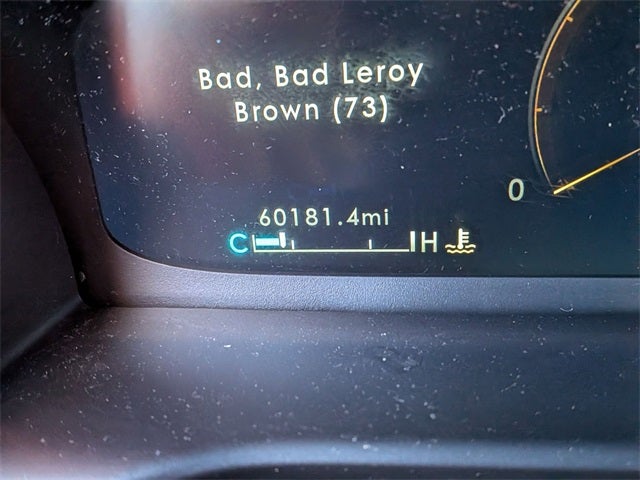 Bad, Bad Leroy
Brown (73)
0
60181.4mi
C H